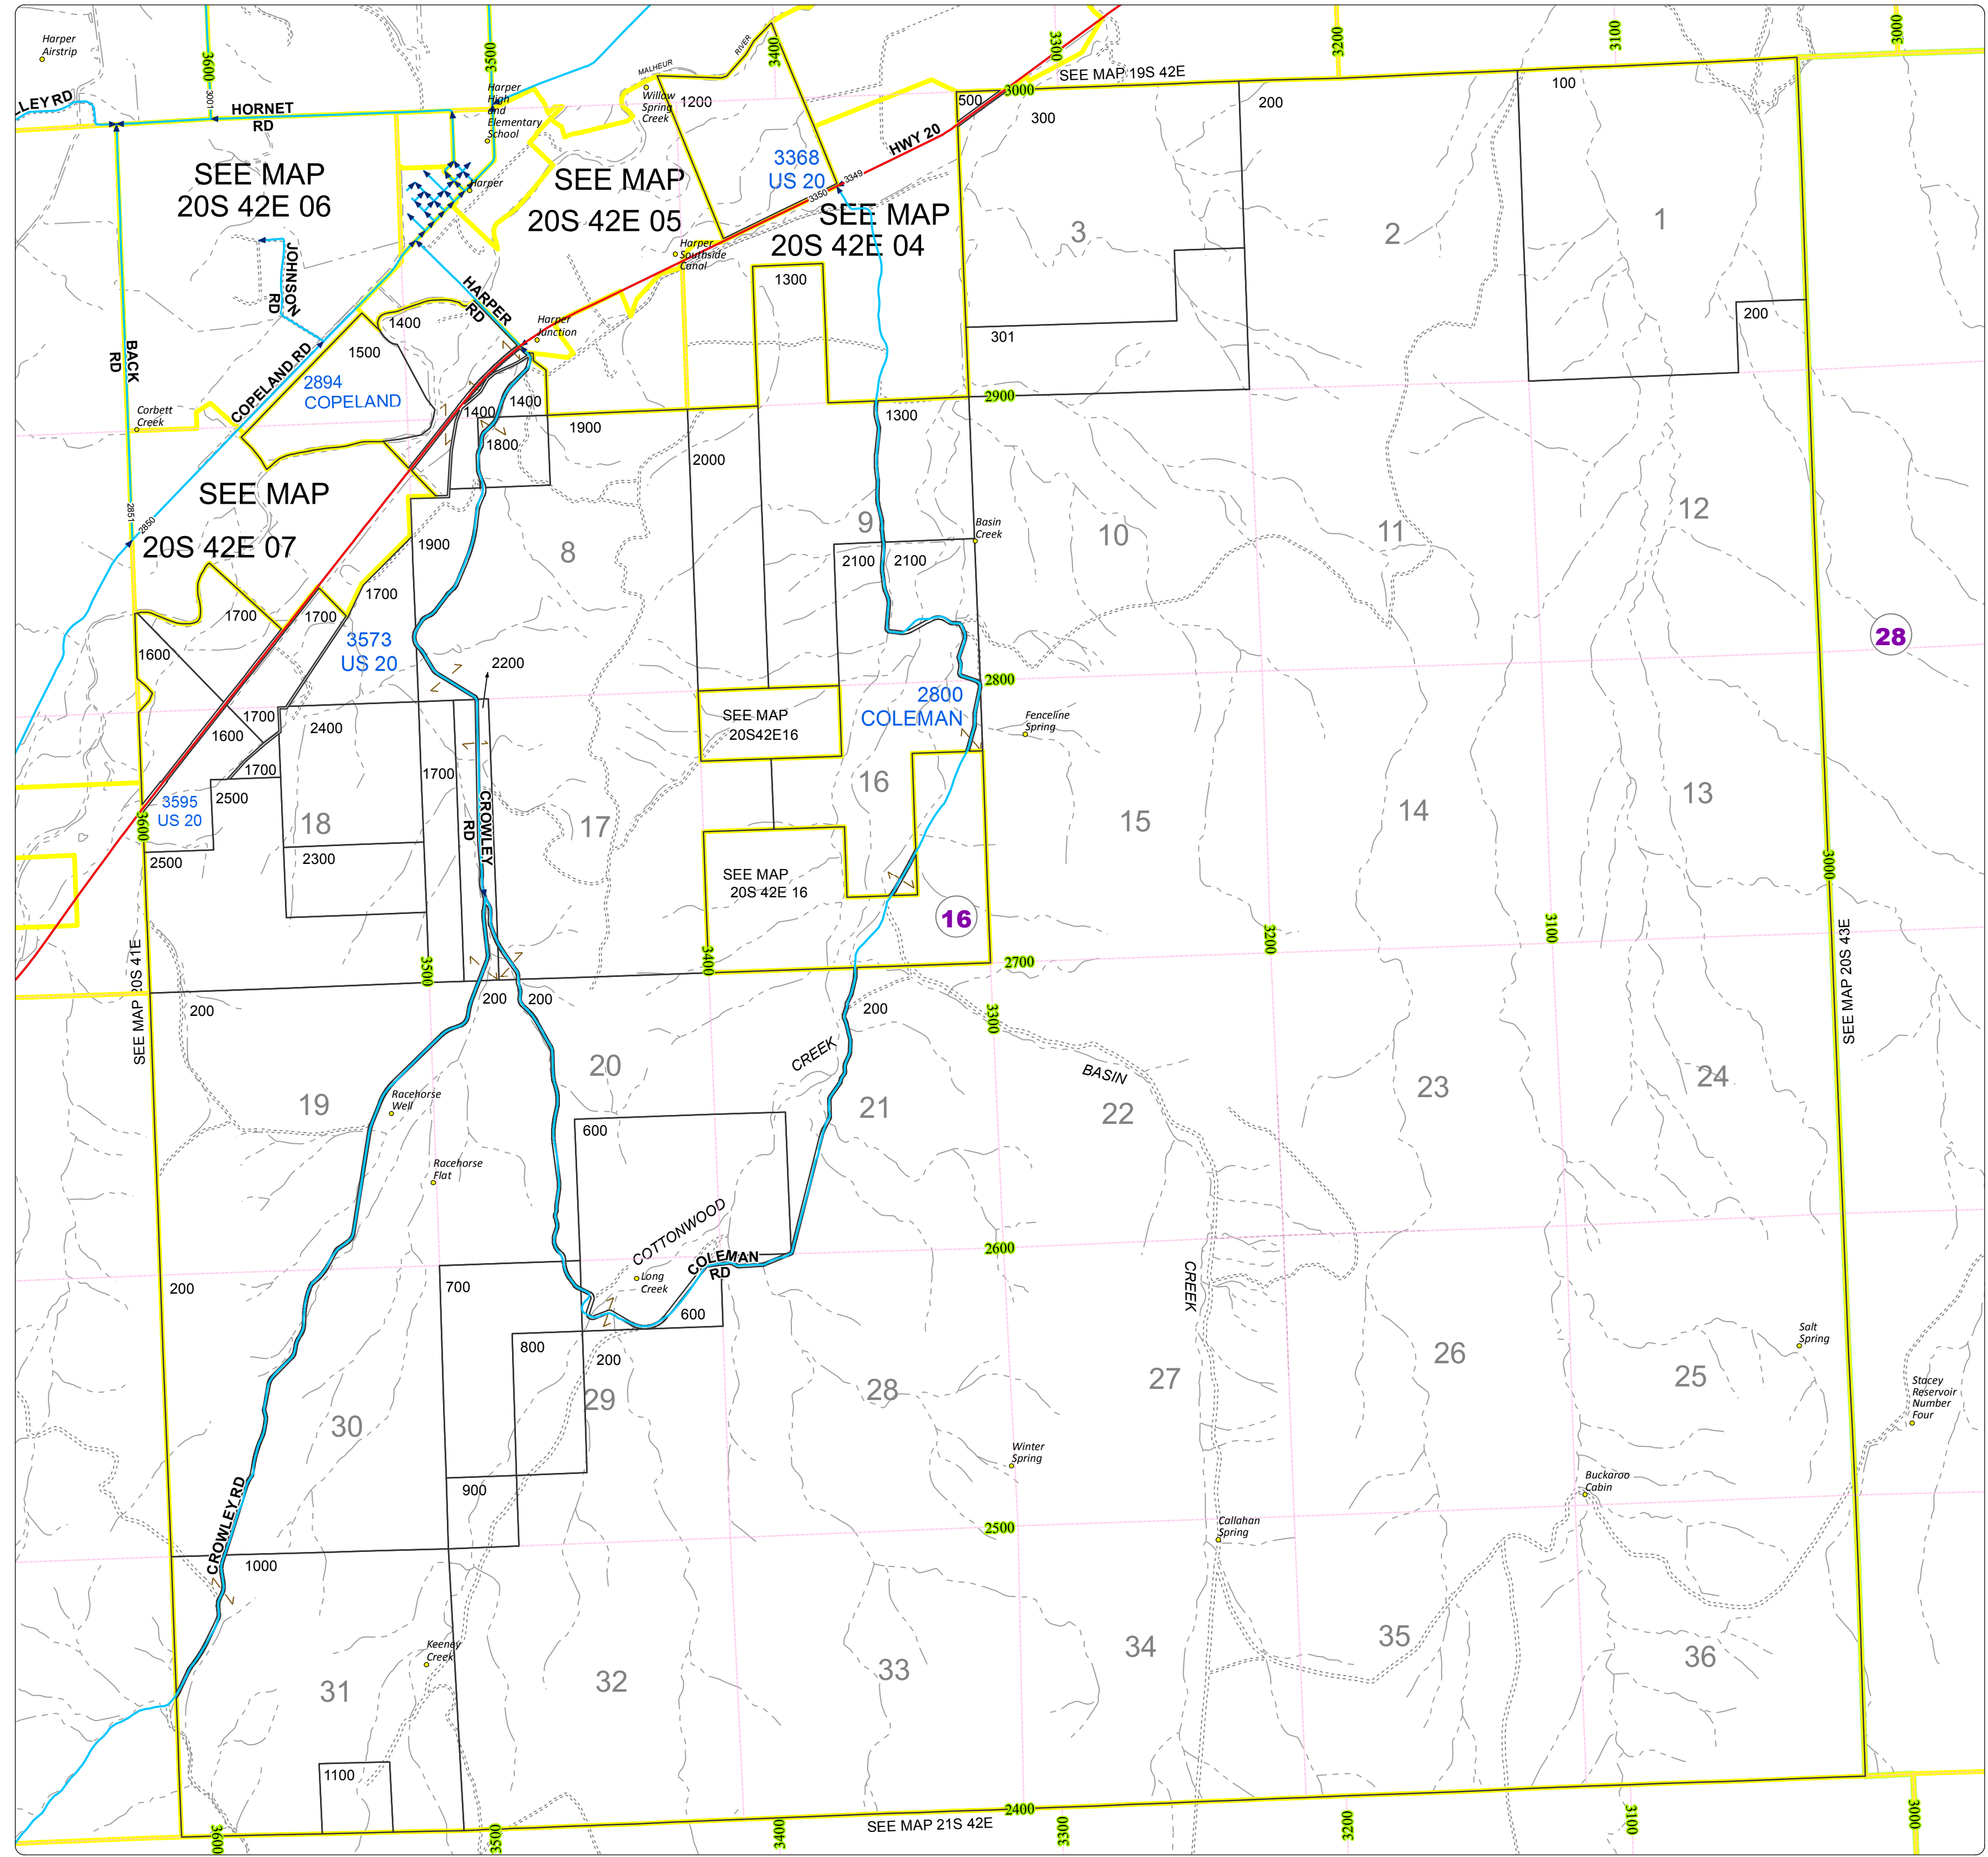 Harper
Airstrip
LEY RD
3600
3001
HORNET
RD
3500
Harper
High
and
Elementary
School
MALHEUR
RIVER
Willow
Spring
Creek
1200
3400
3300
SEE MAP 19S 42E
3000
3200
3100
3000
500
300
200
100
SEE MAP
20S 42E 06
SEE MAP
20S 42E 05
3368
US 20
HWY 20
3349
3350
SEE MAP
20S 42E 04
3
2
1
Harper
JOHNSON
RD
HARPER
RD
Harper
Southside
Canal
1300
Harper
Junction
BACK
RD
COPELAND RD
1400
1500
2894
COPELAND
301
200
Corbett
Creek
1400
1400
1800
1900
2000
1300
2900
SEE MAP
20S 42E 07
2851
2850
1900
8
9
Basin
Creek
10
11
12
2100
2100
1700
1700
1700
1600
3573
US 20
2200
28
2800
2800
COLEMAN
SEE MAP
20S42E16
Fenceline
Spring
1700
1600
1700
2400
1700
2500
3595
US 20
3600
18
CROWLEY
RD
17
16
15
14
13
2500
2300
SEE MAP
20S 42E 16
16
3000
SEE MAP 20S 41E
3500
3400
2700
3200
3100
SEE MAP 20S 43E
200
200
200
200
3300
CREEK
BASIN
19
20
21
22
23
24
Racehorse
Well
600
Racehorse
Flat
COTTONWOOD
COLEMAN
RD
2600
CREEK
200
700
Long
Creek
600
800
200
29
28
27
26
25
Salt
Spring
Stacey
Reservoir
Number
Four
30
Winter
Spring
Buckaroo
Cabin
900
CROWLEY RD
2500
Callahan
Spring
1000
Keeney
Creek
31
32
33
34
35
36
1100
2400
SEE MAP 21S 42E
3600
3500
3400
3300
3200
3100
3000